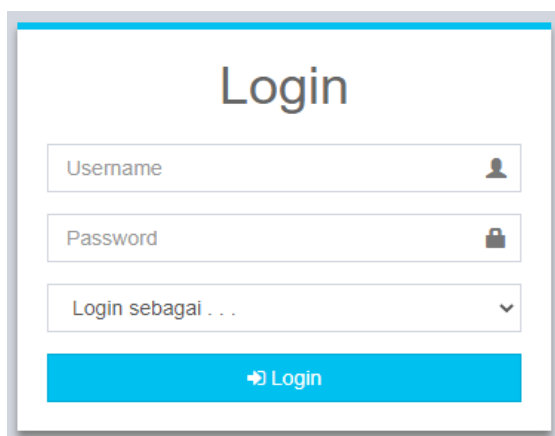 Login
Username
Password
Login sebagai . . .
Login